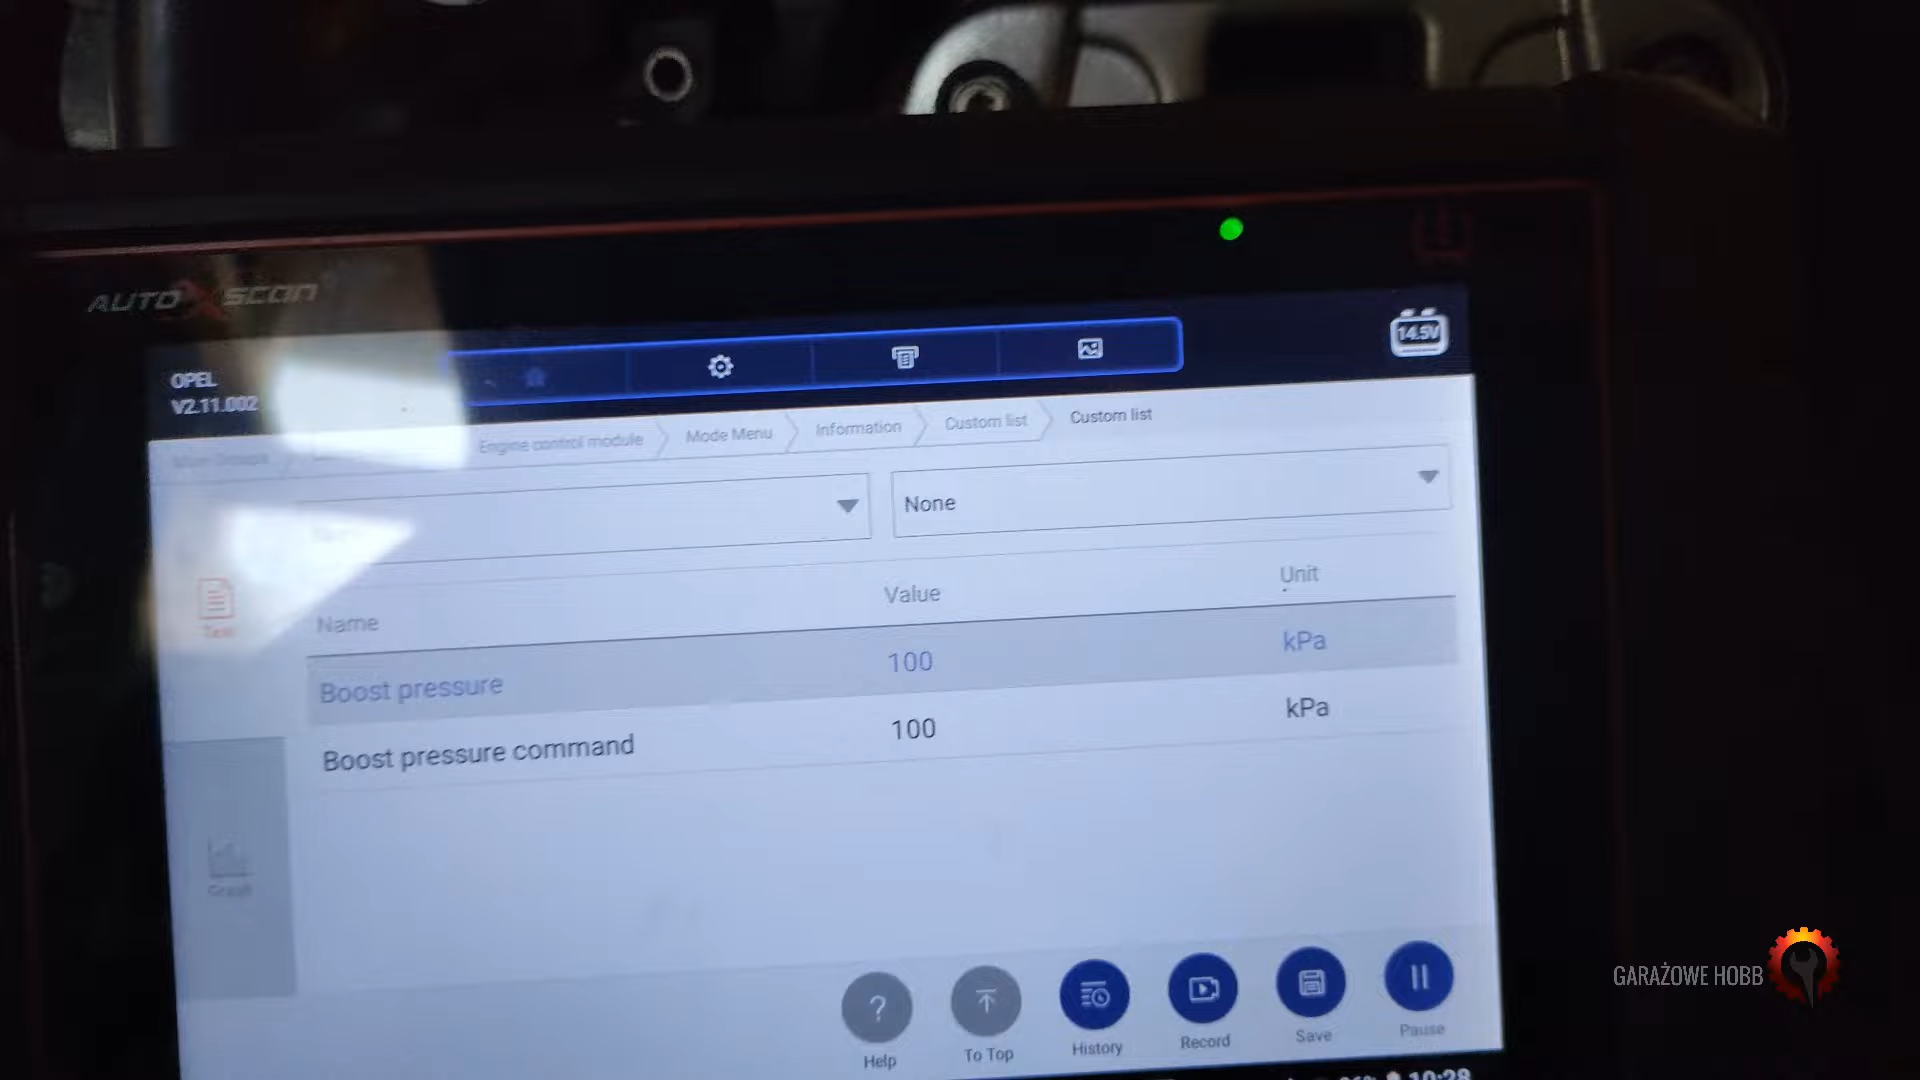 AUTO X SCAN
14.5V
OPEL
V2.11.002
Engine control module
Mode Menu
Information
Custom list
Custom list
None
Name
Value
Unit
Text
Boost pressure
100
kPa
Boost pressure command
100
kPa
Graph
?
Help
To Top
History
Record
Save
Pause
10:28
GARAŻOWE HOBB